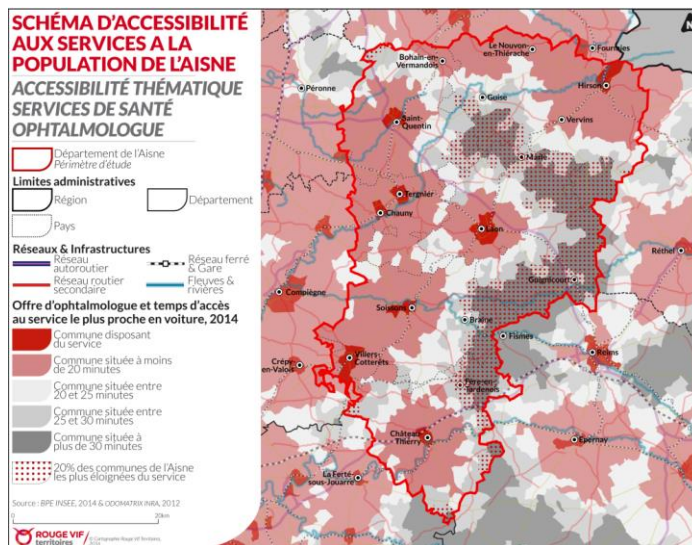 SCHÉMA D'ACCESSIBILITÉ
AUX SERVICES A LA
POPULATION DE L'AISNE
ACCESSIBILITÉ THÉMATIQUE
SERVICES DE SANTÉ
OPHTALMOLOGUE
Département de l'Aisne
Périmètre d'étude
Limites administratives
Région
Département
Pays
Réseaux & Infrastructures
Réseau
autoroutier
Réseau ferré
& Gare
Réseau routier
secondaire
Fleuves &
rivières
Offre d'ophtalmologue et temps d'accès
au service le plus proche en voiture, 2014
Commune disposant
du service
Commune située à moins
de 20 minutes
Commune située entre
20 et 25 minutes
Commune située entre
25 et 30 minutes
Commune située à
plus de 30 minutes
20% des communes de l'Aisne
les plus éloignées du service
Source : BPE INSEE, 2014 & ODOMATRIX INRA, 2012
0
20km
ROUGE VIF
territoires
N
Le Nouvion-
en-Thiérache
Fourmies
Bohain-en-
Vermandois
Hirson
Péronne
Guise
Saint-
Quentin
Vervins
Marle
Tergnier
Chauny
Laon
Réthel
Guignicourt
Compiègne
Soissons
Braine
Fismes
Reims
Crépy
en-Valois
Villers-
Cotterêts
Fère-en-
Tardenois
Château-
Thierry
Epernay
La Ferté-
sous-Jouarre